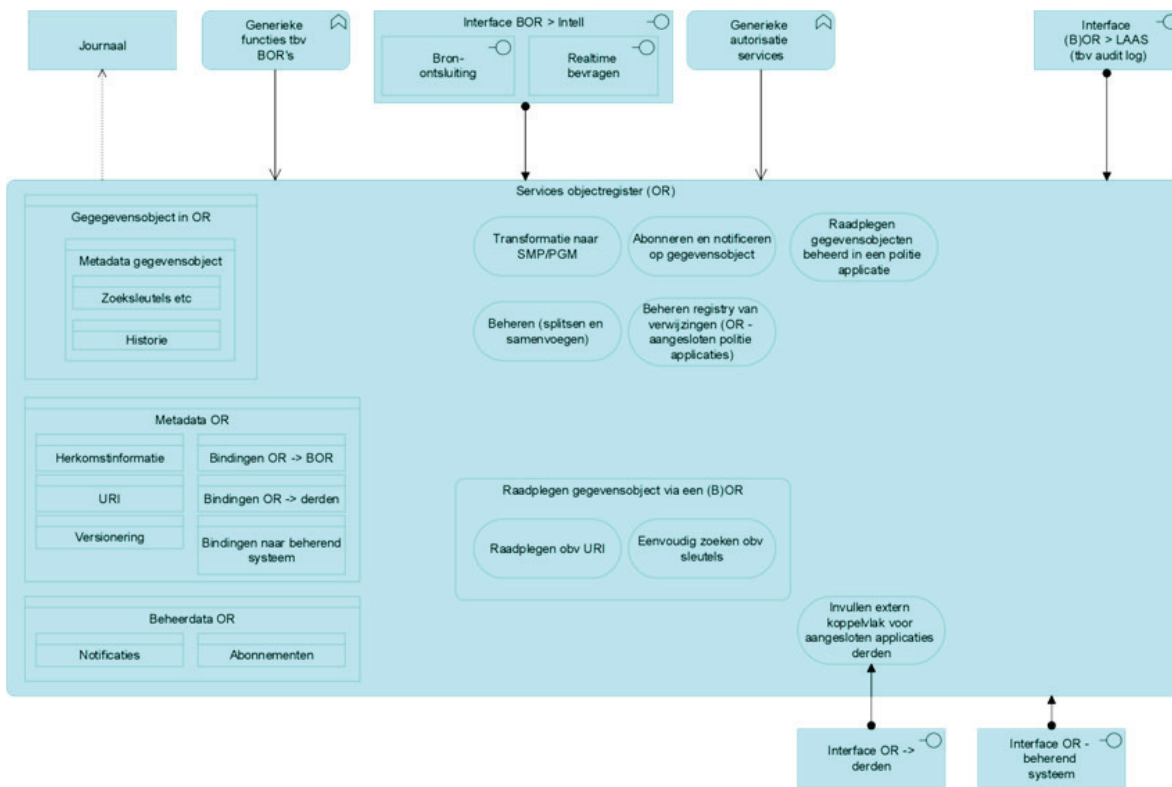 Journaal
Generieke
functies tbv
BOR's
Interface BOR > Intell
Bron-
ontsluiting
Realtime
bevragen
Generieke
autorisatie
services
Interface
(B)OR > LAAS
(tbv audit log)
Services objectregister (OR)
Gegegevensobject in OR
Metadata gegevensobject
Zoeksleutels etc
Historie
Transformatie naar
SMP/PGM
Abonneren en notificeren
op gegevensobject
Raadplegen
gegevensobjecten
beheerd in een politie
applicatie
Beheren (splitsen en
samenvoegen)
Beheren registry van
verwijzingen (OR -
aangesloten politie
applicaties)
Metadata OR
Herkomstinformatie
Bindingen OR -> BOR
URI
Bindingen OR -> derden
Versionering
Bindingen naar beherend
systeem
Raadplegen gegevensobject via een (B)OR
Raadplegen obv URI
Eenvoudig zoeken obv
sleutels
Beheerdata OR
Notificaties
Abonnementen
Invullen extern
koppelvlak voor
aangesloten applicaties
derden
Interface OR ->
derden
Interface OR -
beherend
systeem